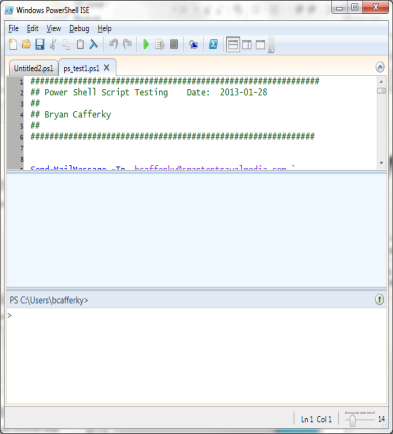 Windows PowerShell ISE
File Edit View Debug Help
Untitled2.ps1 ps_test1.ps1 X
1 ##############################################################
2 ## Power Shell Script Testing Date: 2013-01-28
3 ##
4 ## Bryan Cafferky
5 ##
6 #############################################################
7
8
Send-MailMessage -To bcafferky@smartertravelmedia.com `
PS C:\Users\bcafferky>
>
Ln 1 Col 1 14